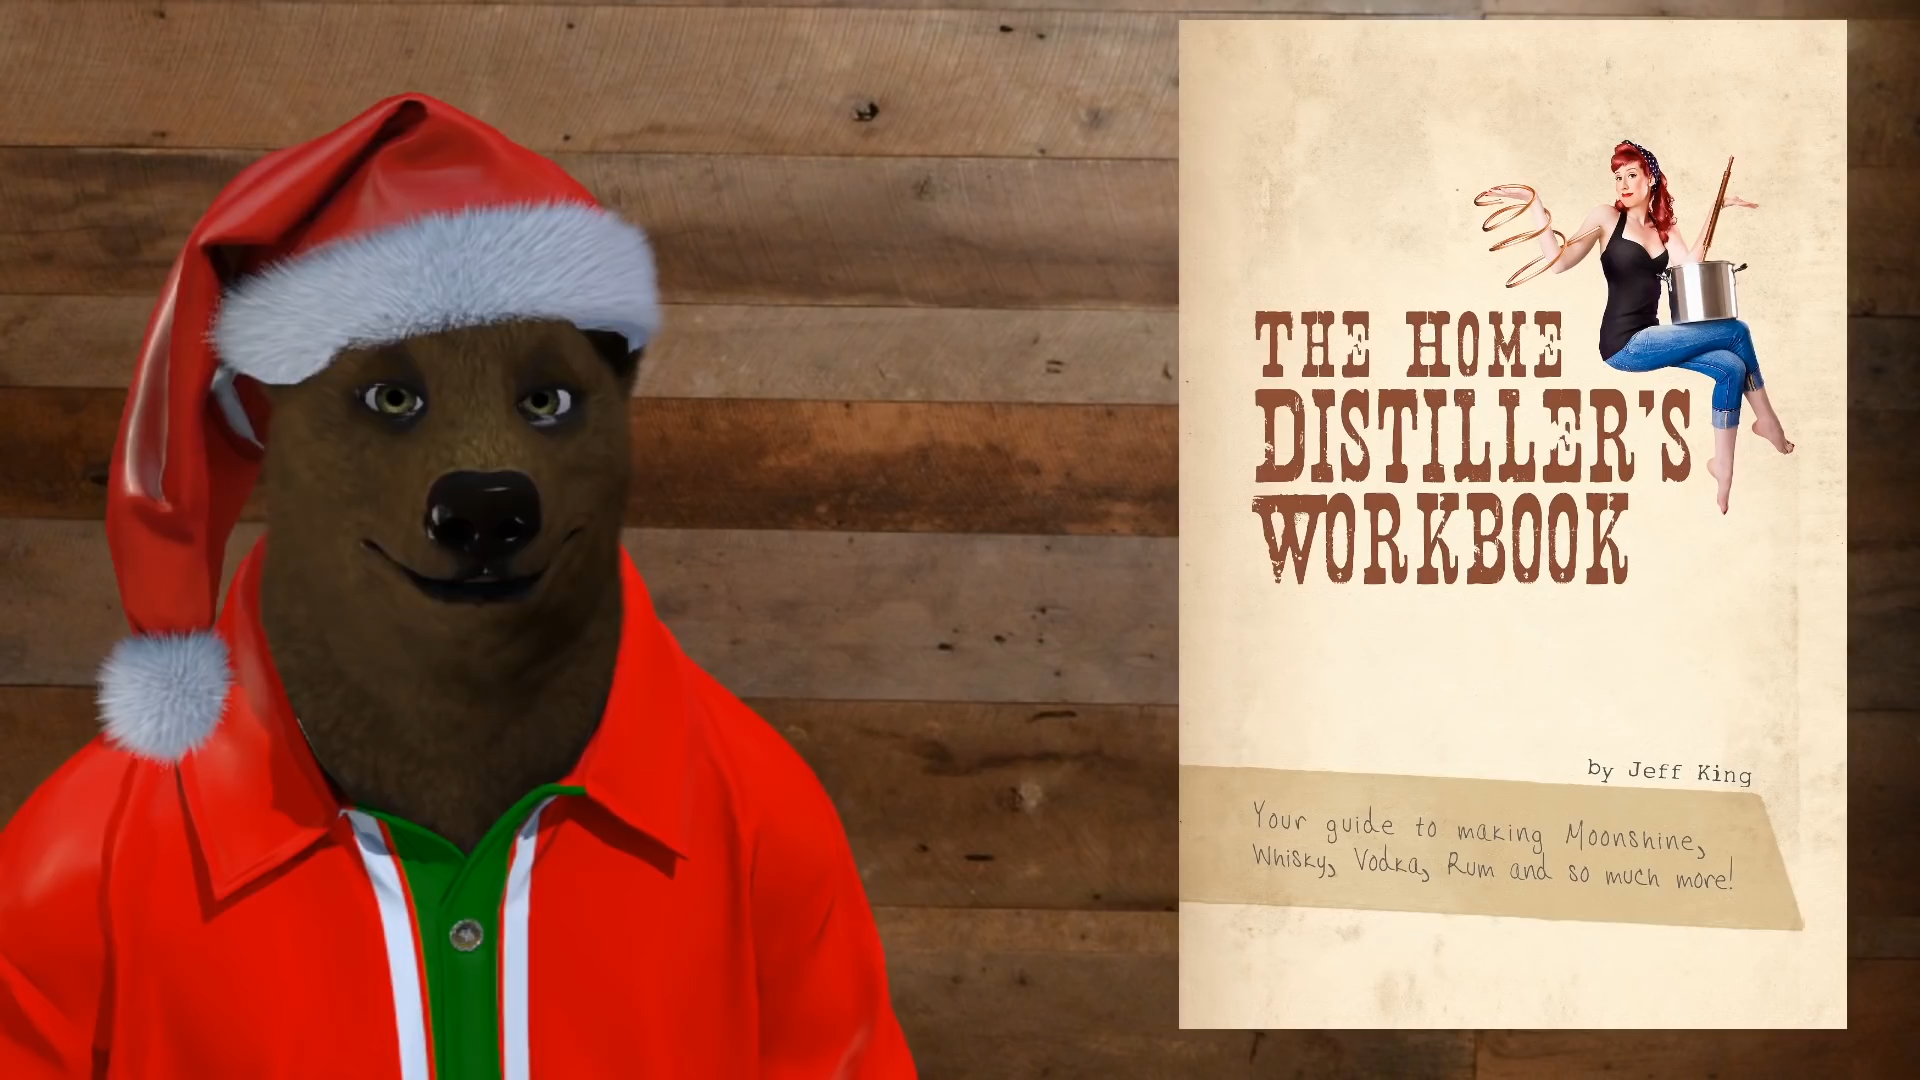 THE HOME
DISTILLER'S
WORKBOOK
by Jeff King
Your guide to making Moonshine,
Whisky, Vodka, Rum and so much more!